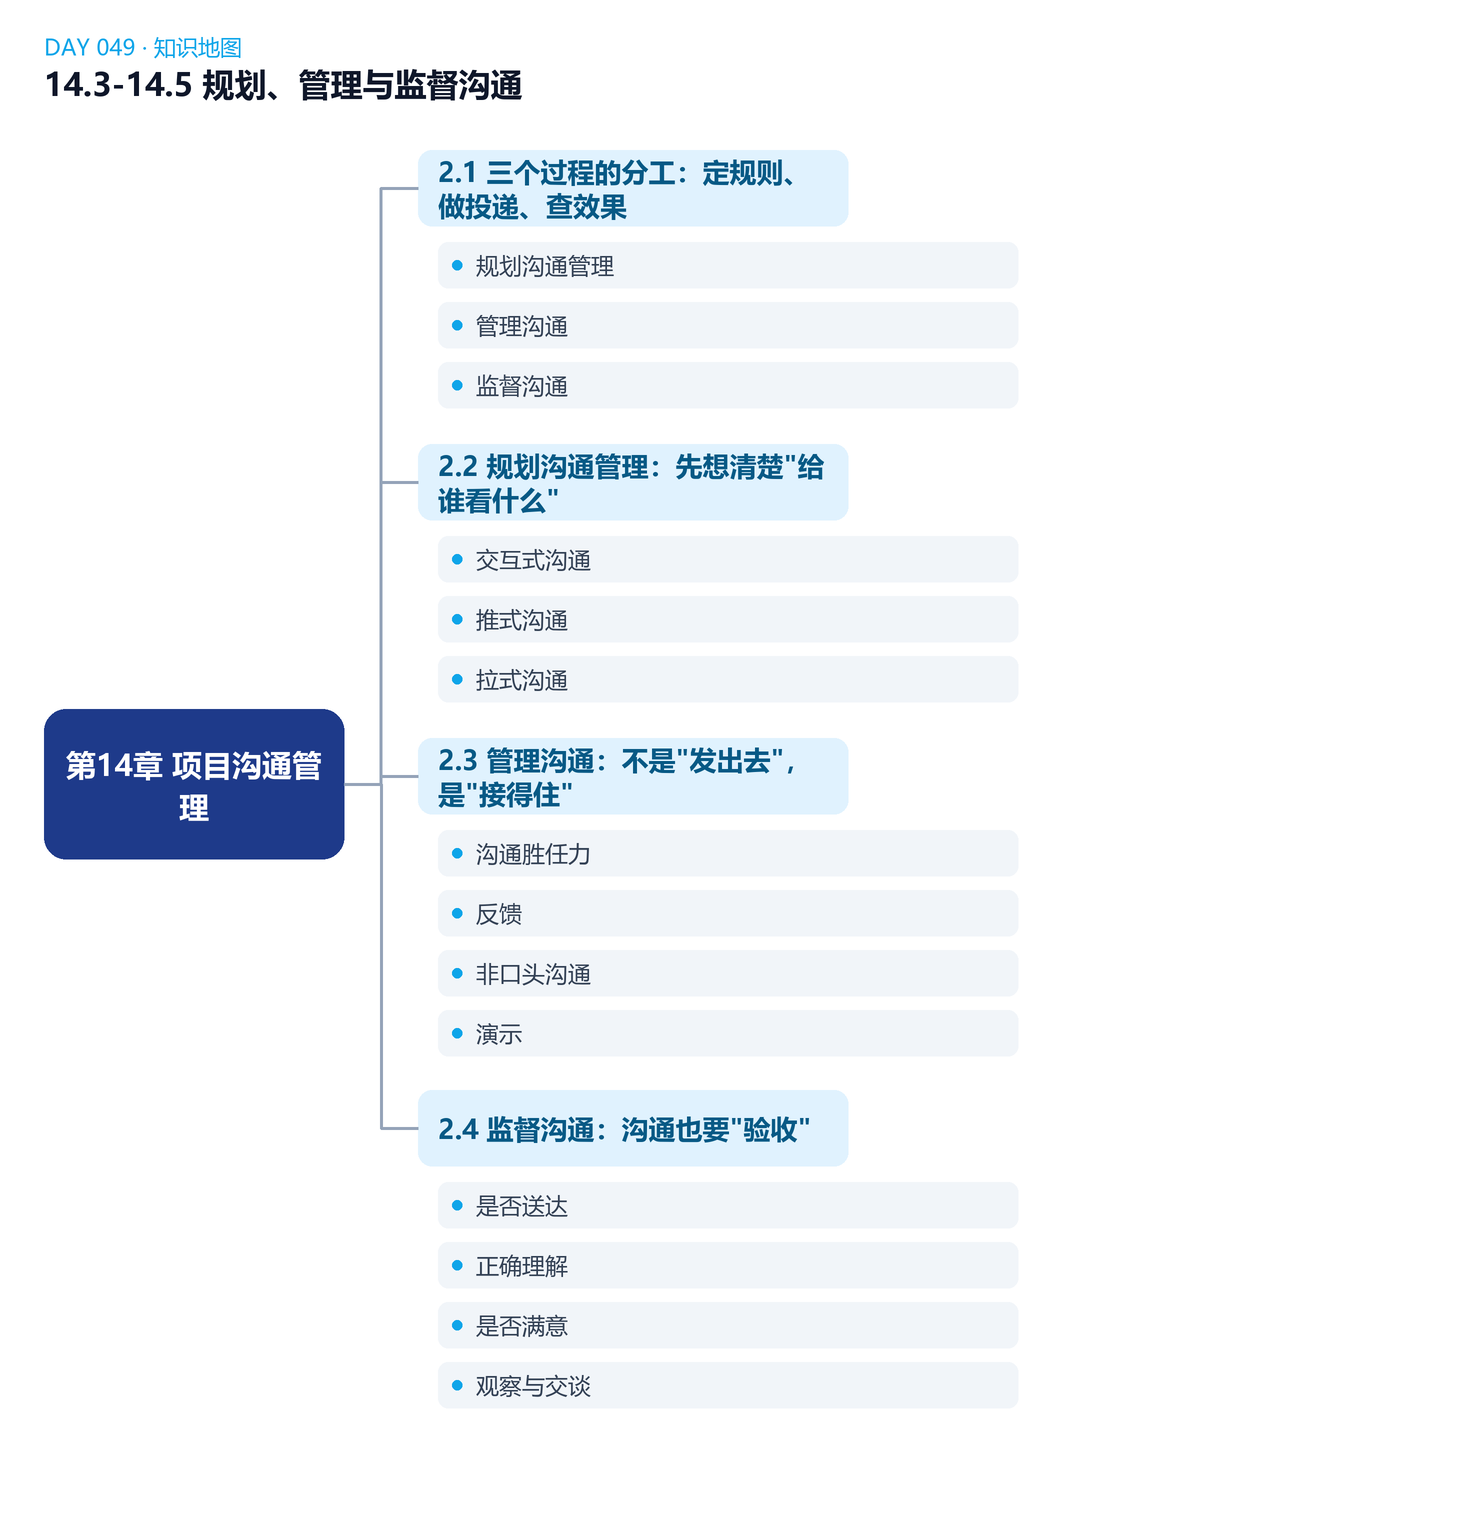 DAY 049 · 知识地图
14.3-14.5 规划、管理与监督沟通
2.1 三个过程的分工：定规则、
做投递、查效果
规划沟通管理
管理沟通
监督沟通
2.2 规划沟通管理：先想清楚"给
谁看什么"
交互式沟通
推式沟通
拉式沟通
第14章 项目沟通管
理
2.3 管理沟通：不是"发出去"，
是"接得住"
沟通胜任力
反馈
非口头沟通
演示
2.4 监督沟通：沟通也要"验收"
是否送达
正确理解
是否满意
观察与交谈